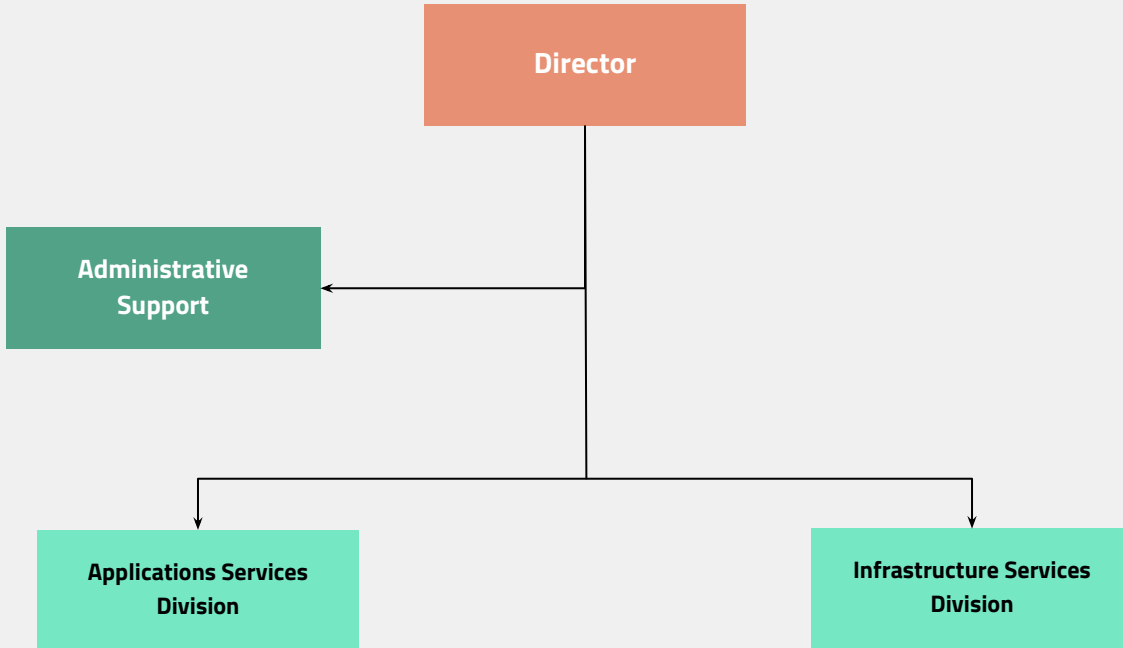 Director
Administrative
Support
Applications Services
Division
Infrastructure Services
Division